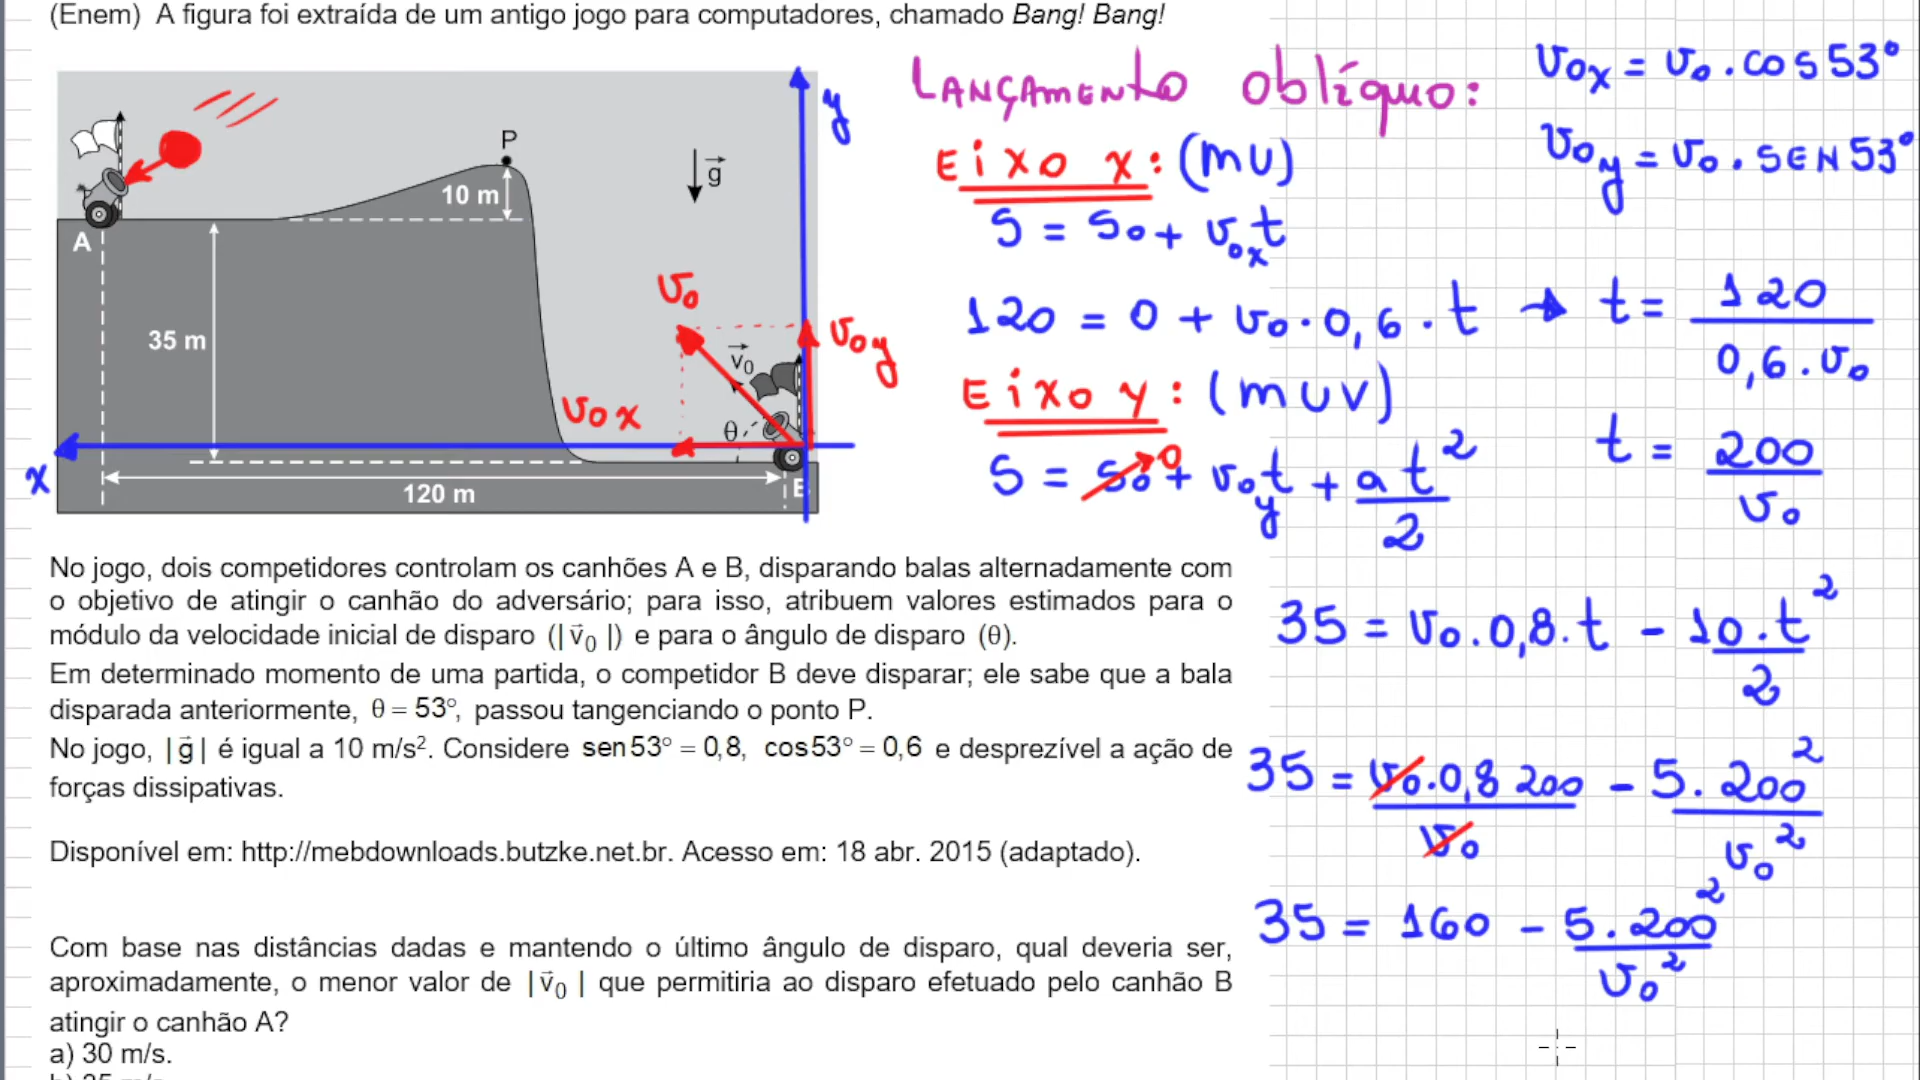 (Enem) A figura foi extraída de um antigo jogo para computadores, chamado Bang! Bang!
y
P
g
10 m
A
35 m
v₀
v₀y
v₀
v₀x
θ
x
120 m
B
LANÇAMENTO oblíquo:
v₀x = v₀ . cos 53°
v₀y = v₀ . SEN 53°
Eixo x: (MU)
S = S₀ + v₀x t
120 = 0 + v₀ . 0,6 . t → t = 120 / 0,6 . v₀
Eixo y: (MUV)
t = 200 / v₀
S = S₀ 0 + v₀y t + a t² / 2
35 = v₀ . 0,8 . t - 10 . t² / 2
35 = v₀ . 0,8 200 / v₀ - 5 . 200² / v₀²
35 = 160 - 5 . 200² / v₀²
No jogo, dois competidores controlam os canhões A e B, disparando balas alternadamente com
o objetivo de atingir o canhão do adversário; para isso, atribuem valores estimados para o
módulo da velocidade inicial de disparo (|v⃗₀|) e para o ângulo de disparo (θ).
Em determinado momento de uma partida, o competidor B deve disparar; ele sabe que a bala
disparada anteriormente, θ = 53°, passou tangenciando o ponto P.
No jogo, |g⃗| é igual a 10 m/s². Considere sen53° = 0,8, cos53° = 0,6 e desprezível a ação de
forças dissipativas.
Disponível em: http://mebdownloads.butzke.net.br. Acesso em: 18 abr. 2015 (adaptado).
Com base nas distâncias dadas e mantendo o último ângulo de disparo, qual deveria ser,
aproximadamente, o menor valor de |v⃗₀| que permitiria ao disparo efetuado pelo canhão B
atingir o canhão A?
a) 30 m/s.